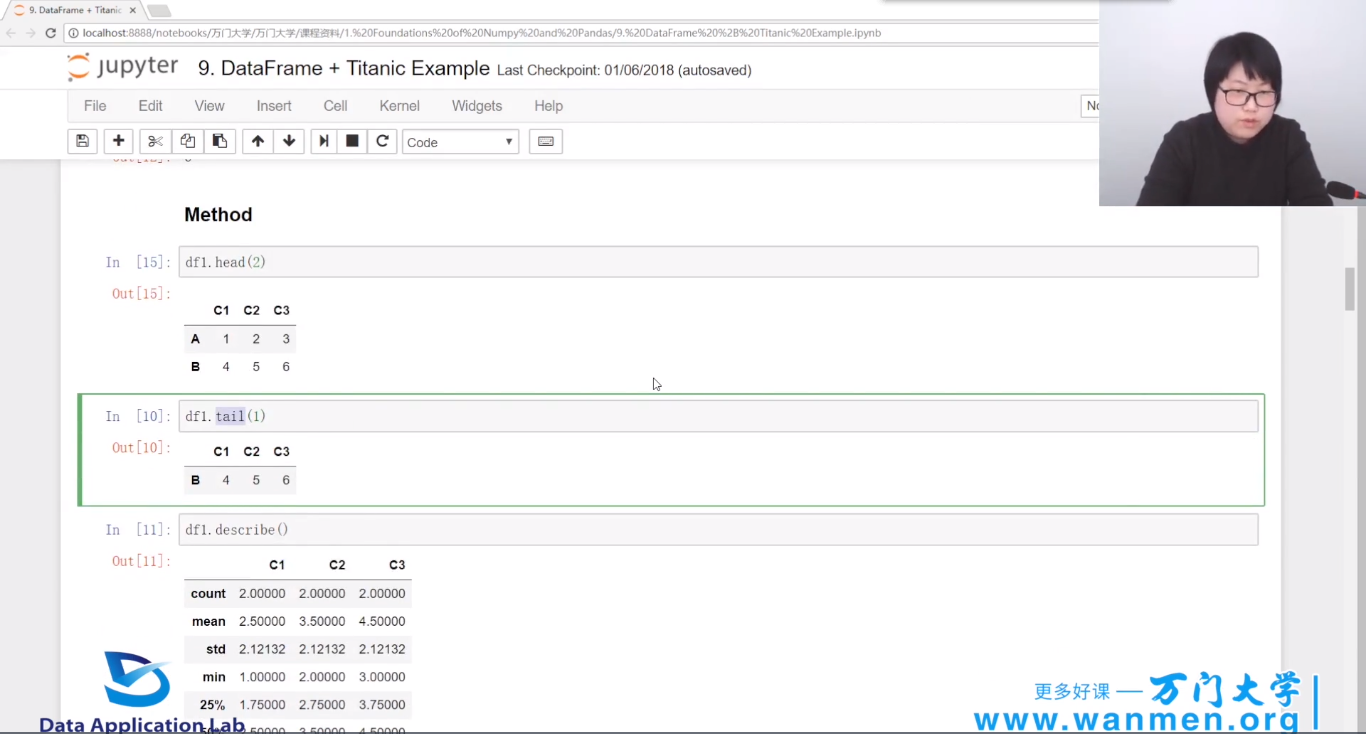 9. DataFrame + Titanic
localhost:8888/notebooks/万门大学/万门大学/课程资料/1.%20Foundations%20of%20Numpy%20and%20Pandas/9.%20DataFrame%20%2B%20Titanic%20Example.ipynb
jupyter 9. DataFrame + Titanic Example Last Checkpoint: 01/06/2018 (autosaved)
File Edit View Insert Cell Kernel Widgets Help
Code
Method
In [15]: df1.head(2)
Out[15]:
C1 C2 C3
A 1 2 3
B 4 5 6
In [10]: df1.tail(1)
Out[10]:
C1 C2 C3
B 4 5 6
In [11]: df1.describe()
Out[11]:
C1 C2 C3
count 2.00000 2.00000 2.00000
mean 2.50000 3.50000 4.50000
std 2.12132 2.12132 2.12132
min 1.00000 2.00000 3.00000
25% 1.75000 2.75000 3.75000
2.50000 3.50000 4.50000
Data Application Lab
更多好课 — 万门大学
www.wanmen.org